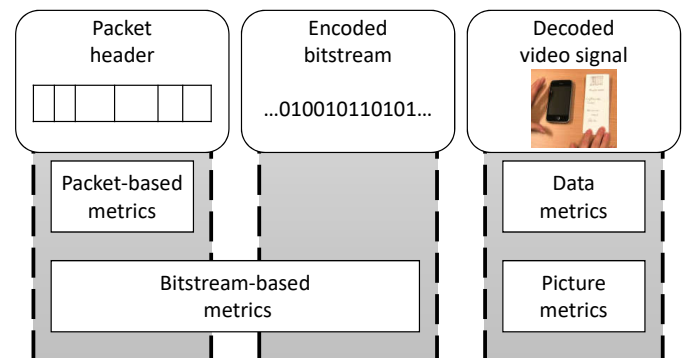 Packet
header
Encoded
bitstream
...010010110101...
Decoded
video signal
Packet-based
metrics
Data
metrics
Bitstream-based
metrics
Picture
metrics